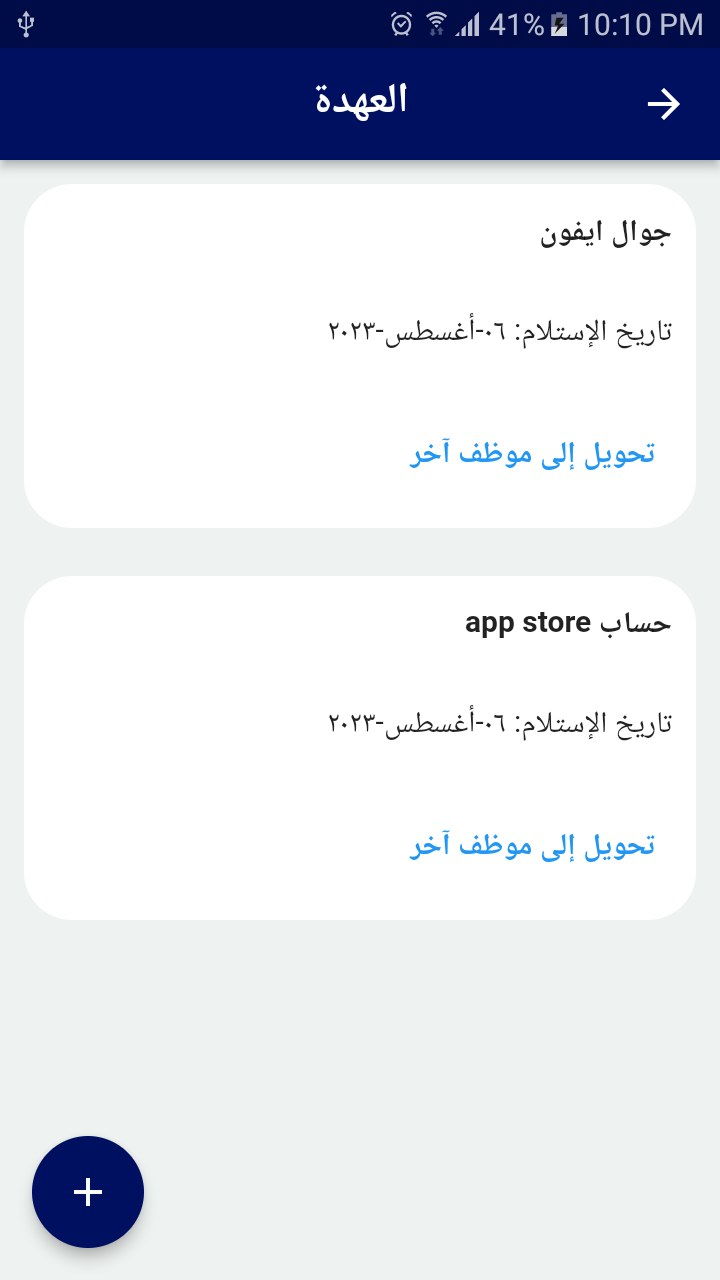 41% 10:10 PM
العهدة
جوال ايفون
تاريخ الإستلام: ٠٦-أغسطس-٢٠٢٣
تحويل إلى موظف آخر
حساب app store
تاريخ الإستلام: ٠٦-أغسطس-٢٠٢٣
تحويل إلى موظف آخر